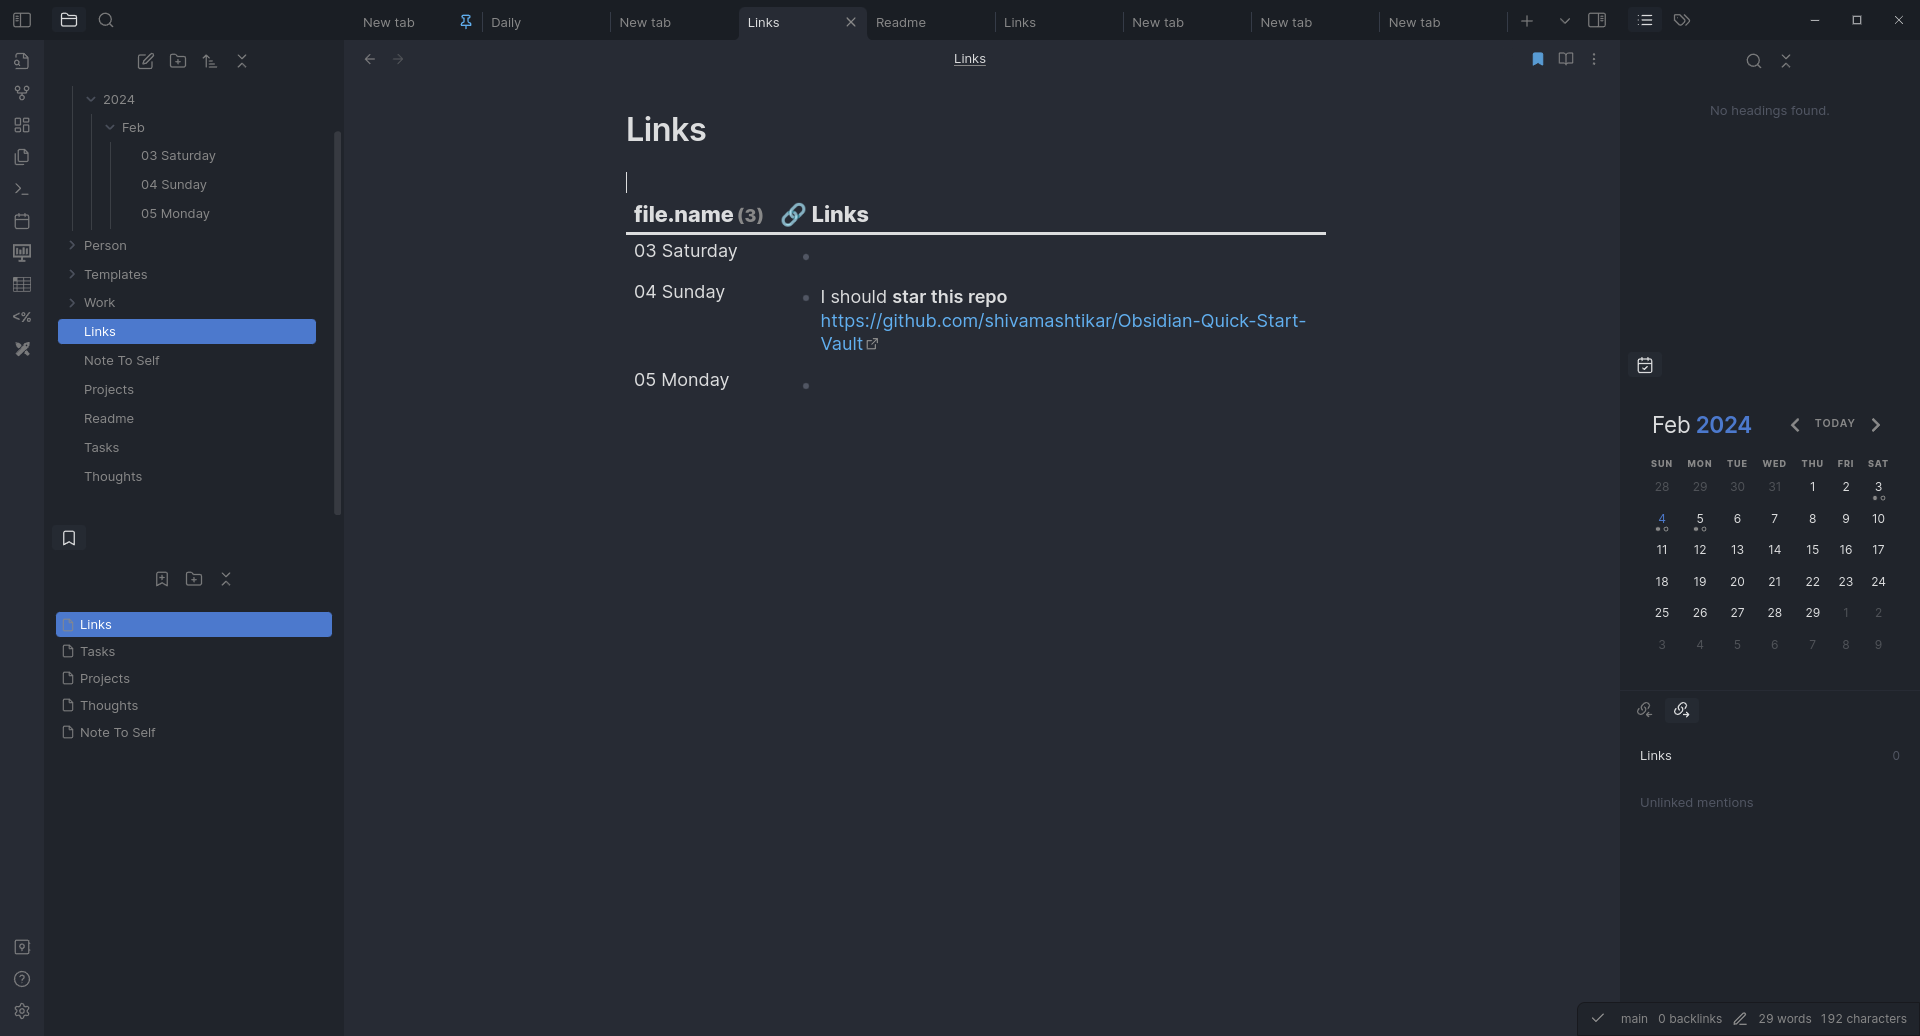 New tab
Daily
New tab
Links
Readme
Links
New tab
New tab
New tab
2024
Feb
03 Saturday
04 Sunday
05 Monday
Person
Templates
Work
Links
Note To Self
Projects
Readme
Tasks
Thoughts
<%
Links
Tasks
Projects
Thoughts
Note To Self
Links
Links
file.name (3) 🔗 Links
03 Saturday
04 Sunday
I should star this repo
https://github.com/shivamashtikar/Obsidian-Quick-Start-
Vault
05 Monday
No headings found.
Feb 2024
TODAY
SUN MON TUE WED THU FRI SAT
28 29 30 31 1 2 3
4 5 6 7 8 9 10
11 12 13 14 15 16 17
18 19 20 21 22 23 24
25 26 27 28 29 1 2
3 4 5 6 7 8 9
Links 0
Unlinked mentions
main 0 backlinks 29 words 192 characters